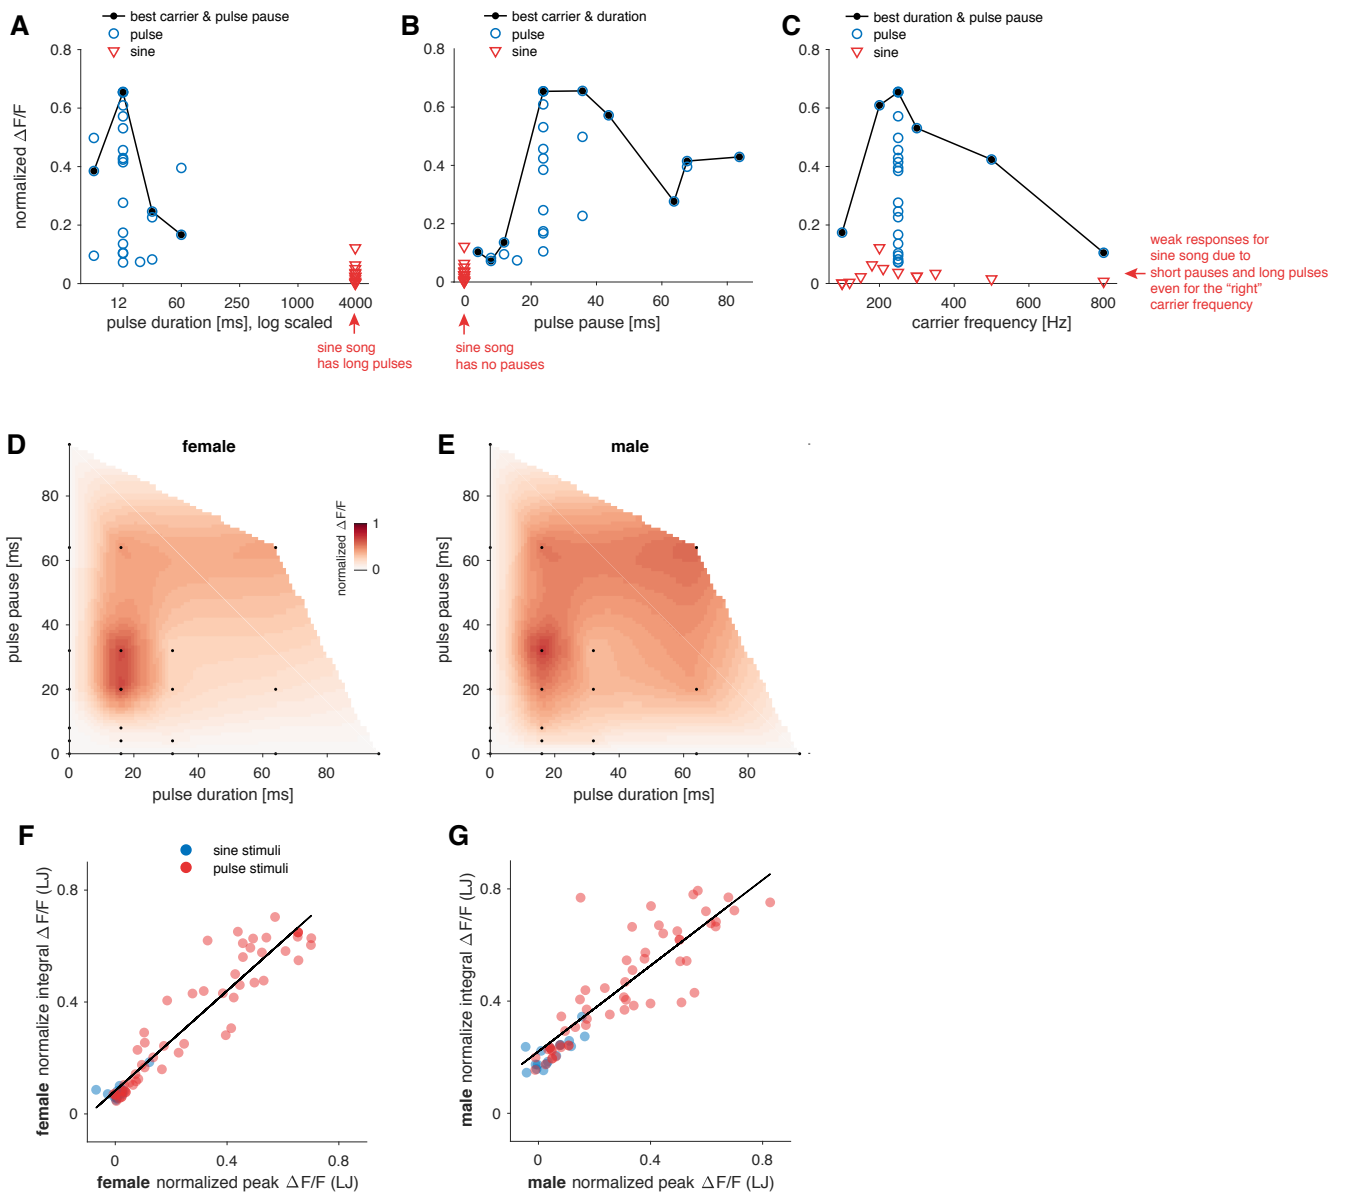 A
best carrier & pulse pause
pulse
sine
0.8
0.6
0.4
0.2
0
normalized ΔF/F
12
60
250
1000
4000
pulse duration [ms], log scaled
sine song
has long pulses
B
best carrier & duration
pulse
sine
0.8
0.6
0.4
0.2
0
0
20
40
60
80
pulse pause [ms]
sine song
has no pauses
C
best duration & pulse pause
pulse
sine
0.8
0.6
0.4
0.2
0
200
400
600
800
carrier frequency [Hz]
weak responses for
sine song due to
short pauses and long pulses
even for the “right”
carrier frequency
D
female
80
60
40
20
0
pulse pause [ms]
0
20
40
60
80
pulse duration [ms]
normalized ΔF/F
1
0
E
male
80
60
40
20
0
pulse pause [ms]
0
20
40
60
80
pulse duration [ms]
F
sine stimuli
pulse stimuli
0.8
0.4
0
female normalize integral ΔF/F (LJ)
0
0.4
0.8
female normalized peak ΔF/F (LJ)
G
0.8
0.4
0
male normalize integral ΔF/F (LJ)
0
0.4
0.8
male normalized peak ΔF/F (LJ)